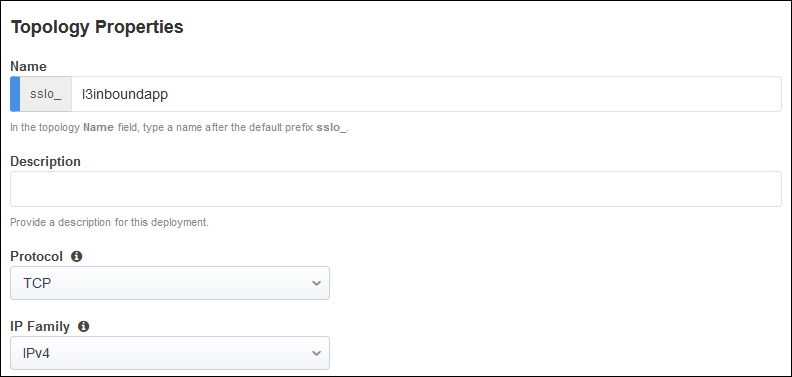 Topology Properties
Name
sslo_ l3inboundapp
In the topology Name field, type a name after the default prefix sslo_.
Description
Provide a description for this deployment.
Protocol
TCP
IP Family
IPv4